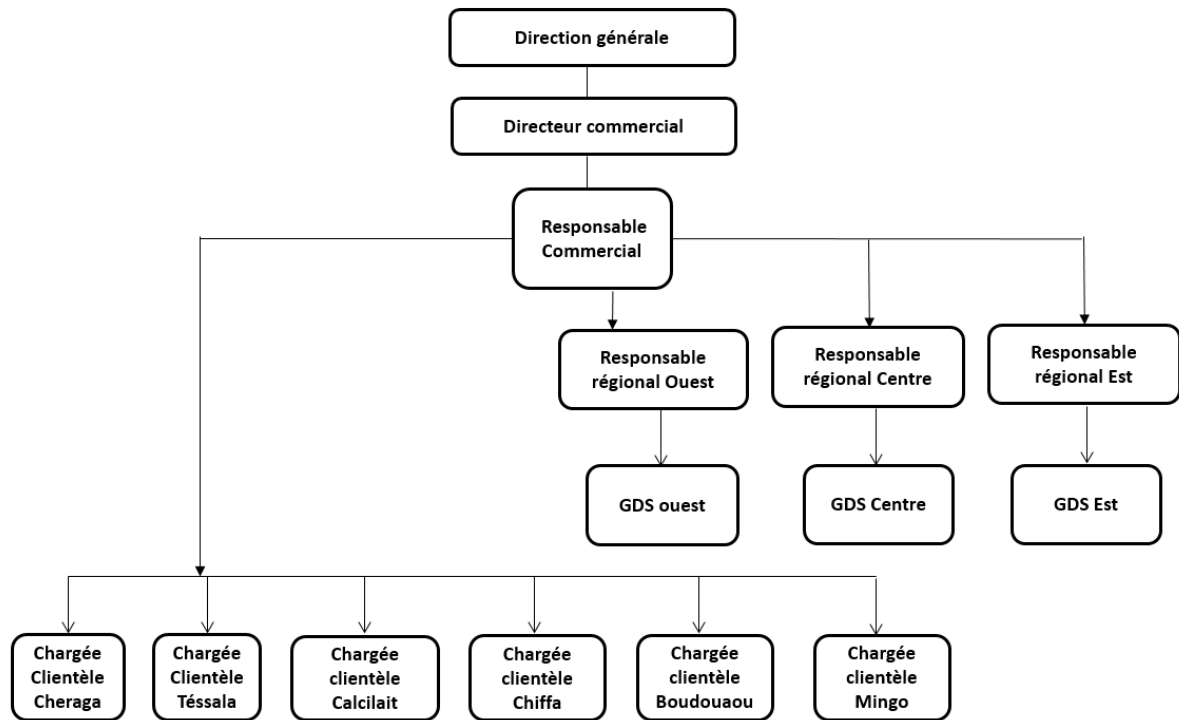 Direction générale
Directeur commercial
Responsable
Commercial
Responsable
régional Ouest
Responsable
régional Centre
Responsable
régional Est
GDS ouest
GDS Centre
GDS Est
Chargée
Clientèle
Cheraga
Chargée
Clientèle
Téssala
Chargée
clientèle
Calcilait
Chargée
clientèle
Chiffa
Chargée
clientèle
Boudouaou
Chargée
clientèle
Mingo